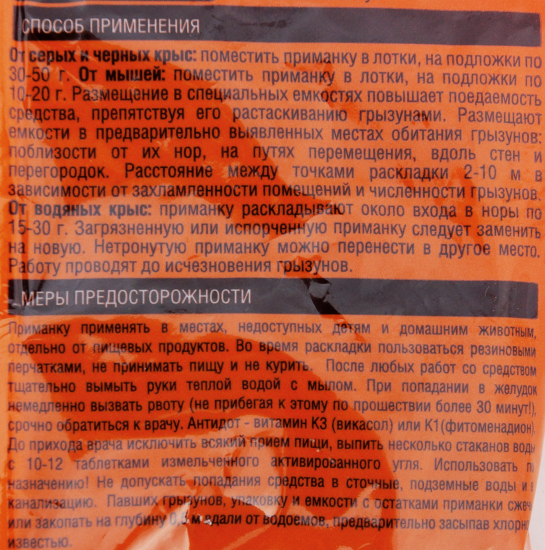 СПОСОБ ПРИМЕНЕНИЯ
От серых и черных крыс: поместить приманку в лотки, на подложки по
30-50 г. От мышей: поместить приманку в лотки, на подложки по
10-20 г. Размещение в специальных емкостях повышает поедаемость
средства, препятствуя его растаскиванию грызунами. Размещают
емкости в предварительно выявленных местах обитания грызунов:
поблизости от их нор, на путях перемещения, вдоль стен и
перегородок. Расстояние между точками раскладки 2-10 м в
зависимости от захламленности помещений и численности грызунов.
От водяных крыс: приманку раскладывают около входа в норы по
15-30 г. Загрязненную или испорченную приманку следует заменить
на новую. Нетронутую приманку можно перенести в другое место.
Работу проводят до исчезновения грызунов.
МЕРЫ ПРЕДОСТОРОЖНОСТИ
Приманку применять в местах, недоступных детям и домашним животным,
отдельно от пищевых продуктов. Во время раскладки пользоваться резиновыми
перчатками, не принимать пищу и не курить. После любых работ со средством
тщательно вымыть руки теплой водой с мылом. При попадании в желудок
немедленно вызвать рвоту (не прибегая к этому по прошествии более 30 минут!),
срочно обратиться к врачу. Антидот - витамин К3 (викасол) или К1(фитоменадион)
До прихода врача исключить всякий прием пищи, выпить несколько стаканов воды
с 10-12 таблетками измельченного активированного угля. Использовать по
назначению! Не допускать попадания средства в сточные, подземные воды и
канализацию. Павших грызунов, упаковку и емкости с остатками приманки сжечь
или закопать на глубину 0,5 м вдали от водоемов, предварительно засыпав хлорной
известью.